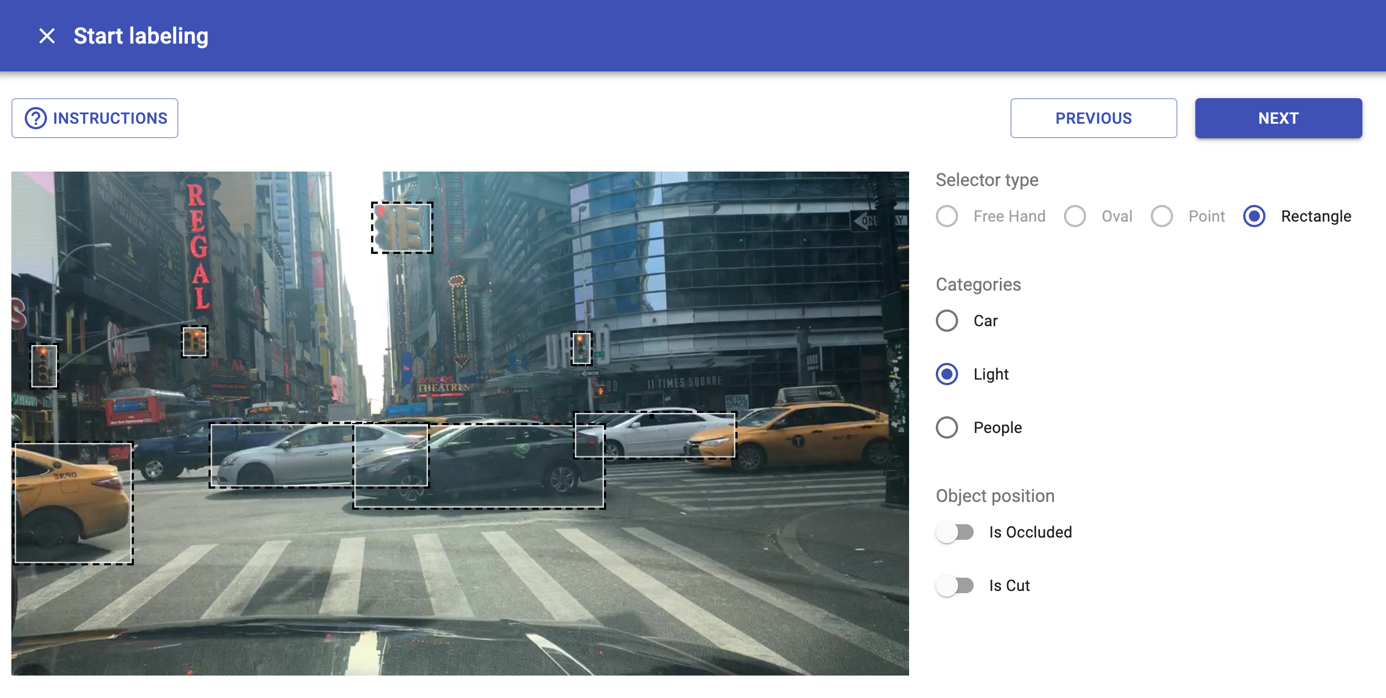 Start labeling
INSTRUCTIONS
PREVIOUS
NEXT
REGAL
ONE WAY
THEATRES
11 TIMES SQUARE
3K90
T
Selector type
Free Hand
Oval
Point
Rectangle
Categories
Car
Light
People
Object position
Is Occluded
Is Cut